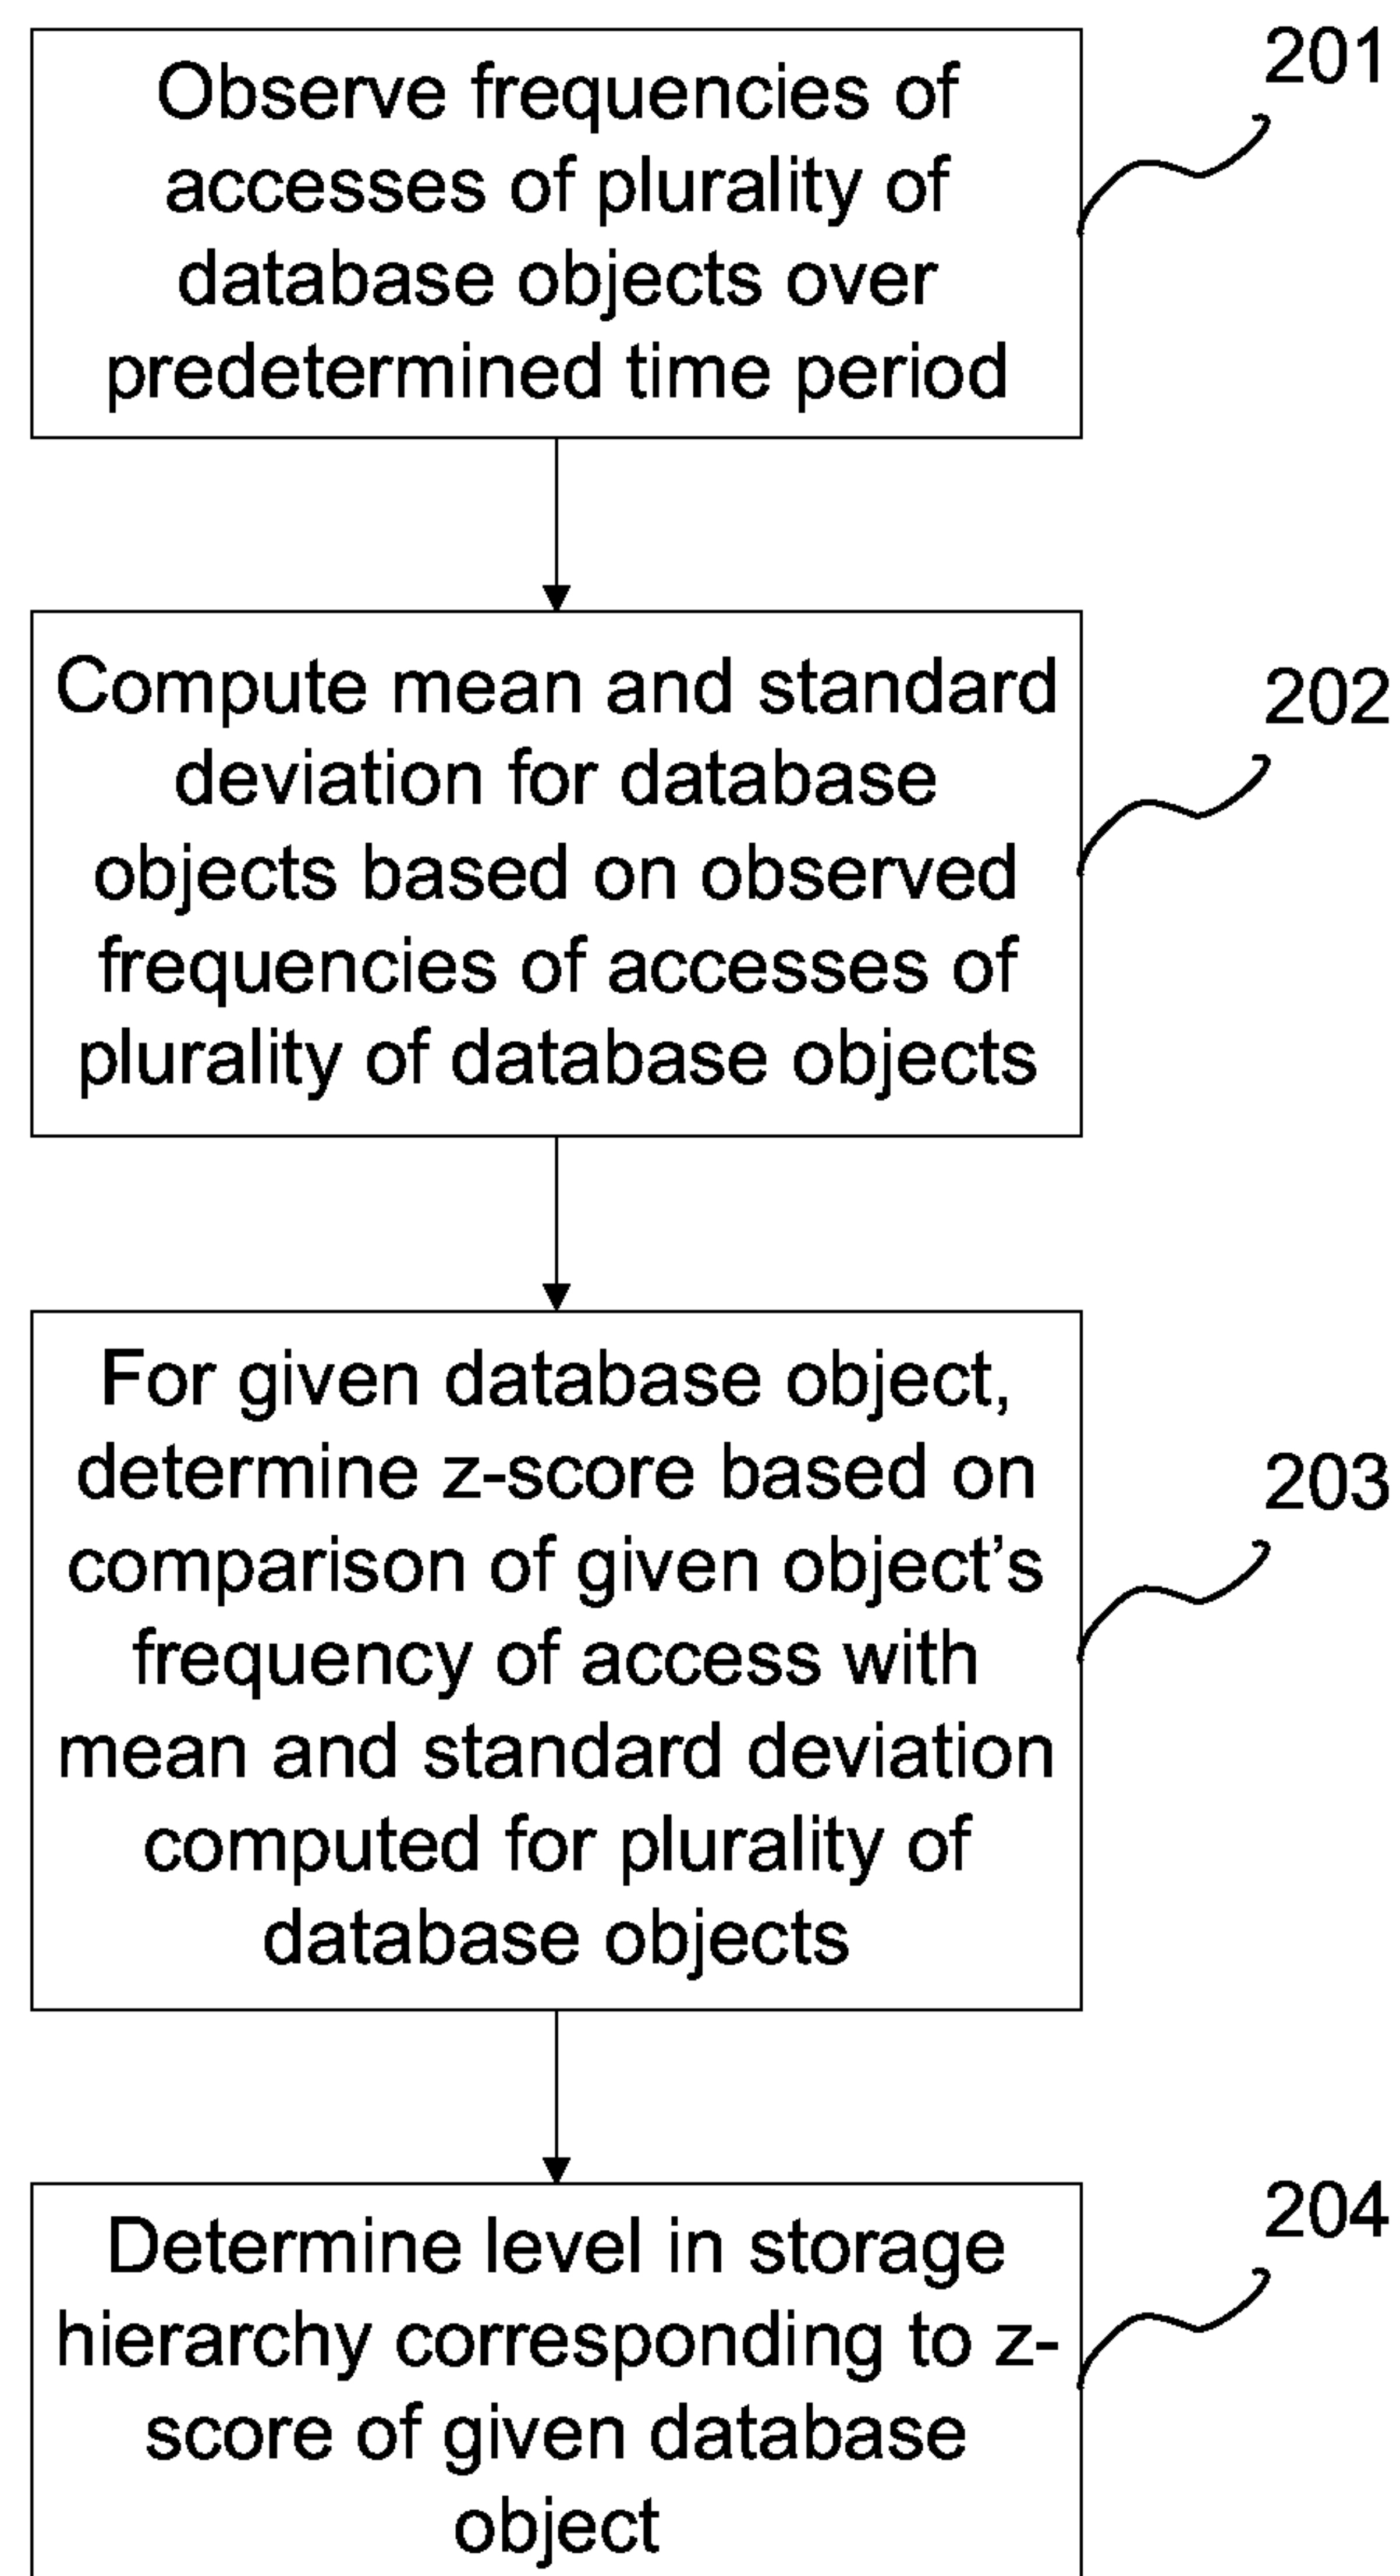 201
Observe frequencies of
accesses of plurality of
database objects over
predetermined time period
202
Compute mean and standard
deviation for database
objects based on observed
frequencies of accesses of
plurality of database objects
203
For given database object,
determine z-score based on
comparison of given object’s
frequency of access with
mean and standard deviation
computed for plurality of
database objects
204
Determine level in storage
hierarchy corresponding to z-
score of given database
object